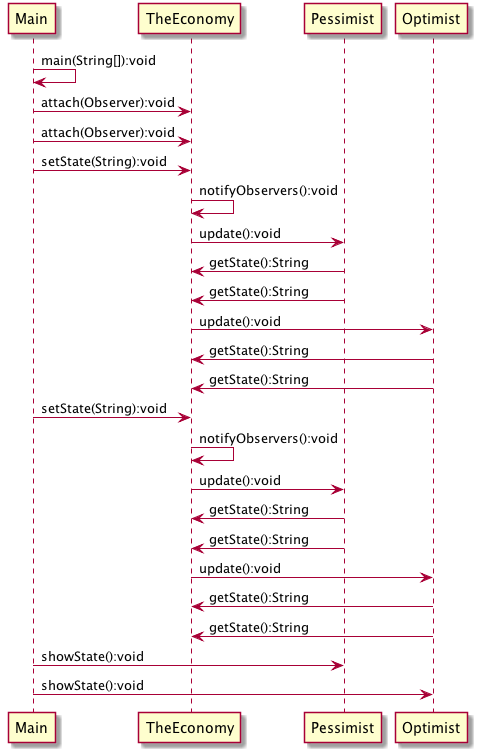 Main TheEconomy Pessimist Optimist
main(String[]):void
attach(Observer):void
attach(Observer):void
setState(String):void
notifyObservers():void
update():void
getState():String
getState():String
update():void
getState():String
getState():String
setState(String):void
notifyObservers():void
update():void
getState():String
getState():String
update():void
getState():String
getState():String
showState():void
showState():void
Main TheEconomy Pessimist Optimist